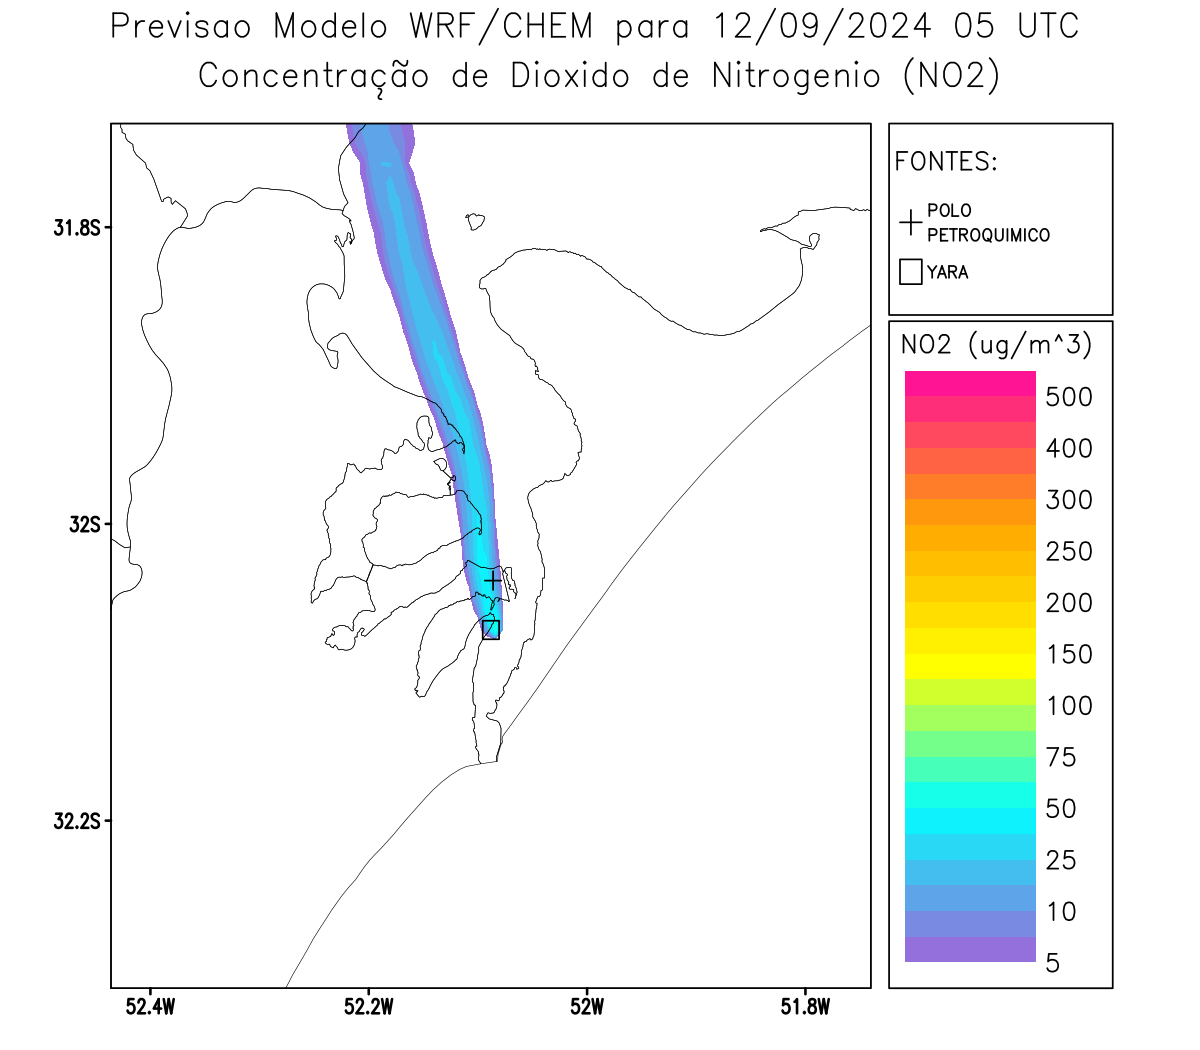 Previsao Modelo WRF/CHEM para 12/09/2024 05 UTC
Concentração de Dioxido de Nitrogenio (NO2)
FONTES:
POLO
PETROQUIMICO
YARA
NO2 (ug/m^3)
500
400
300
250
200
150
100
75
50
25
10
5
31.8S
32S
32.2S
52.4W
52.2W
52W
51.8W